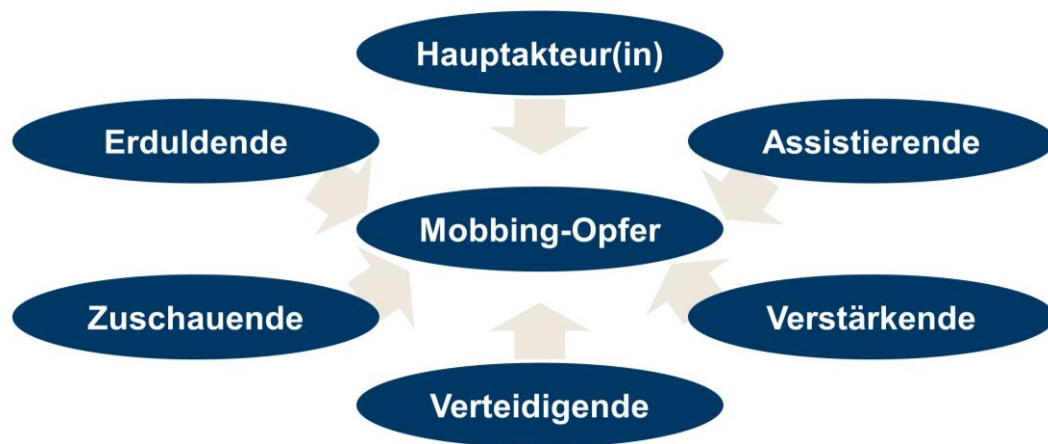 Hauptakteur(in)
Erduldende
Assistierende
Mobbing-Opfer
Zuschauende
Verstärkende
Verteidigende